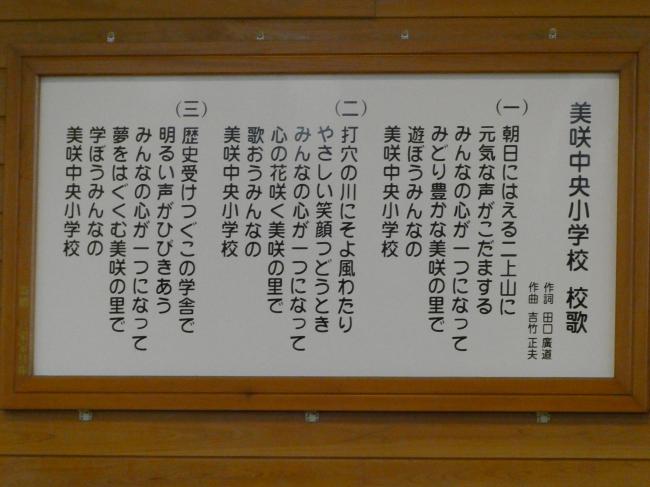 美咲中央小学校 校歌
作詞 田口 廣道
作曲 吉竹 正夫
（一）
朝日にはえる二上山に
元気な声がこだまする
みんなの心が一つになって
みどり豊かな美咲の里で
遊ぼうみんなの
美咲中央小学校
（二）
打穴の川にそよ風わたり
やさしい笑顔つどうとき
みんなの心が一つになって
心の花咲く美咲の里で
歌おうみんなの
美咲中央小学校
（三）
歴史受けつぐこの学舎で
明るい声がひびきあう
みんなの心が一つになって
夢をはぐくむ美咲の里で
学ぼうみんなの
美咲中央小学校